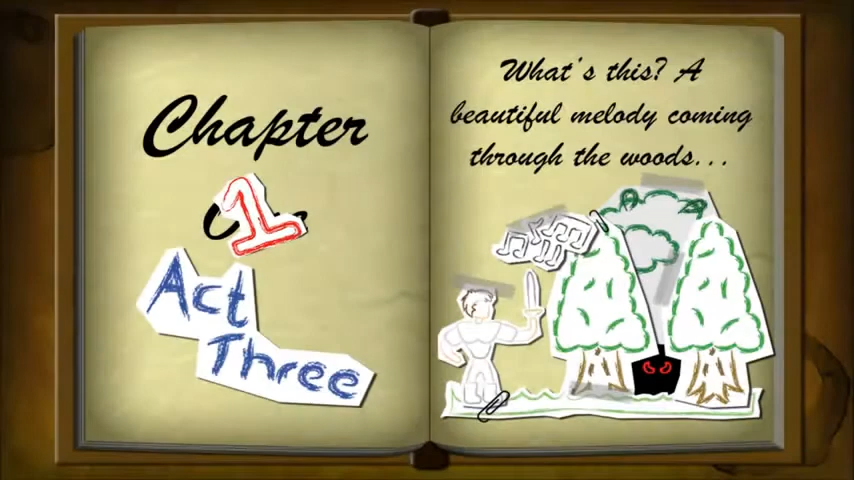 Chapter
1
Act
Three
What's this? A
beautiful melody coming
through the woods...